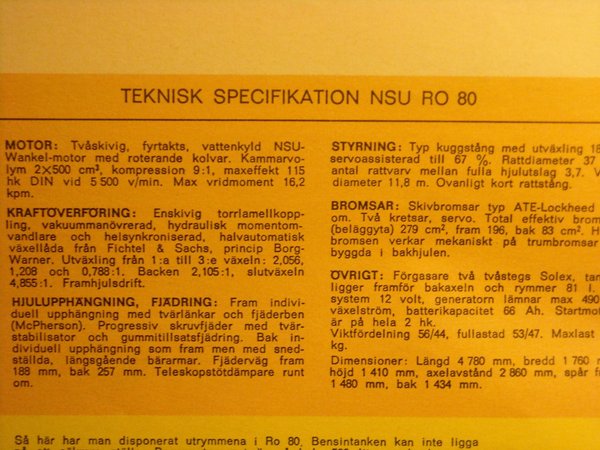 TEKNISK SPECIFIKATION NSU RO 80
MOTOR: Tvåskivig, fyrtakts, vattenkyld NSU-
Wankel-motor med roterande kolvar. Kammarvo-
lym 2×500 cm³, kompression 9:1, maxeffekt 115
hk DIN vid 5 500 v/min. Max vridmoment 16,2
kpm.
KRAFTÖVERFÖRING: Enskivig torrlamellkopp-
ling, vakuummanövrerad, hydraulisk momentom-
vandlare och helsynkroniserad, halvautomatisk
växellåda från Fichtel & Sachs, princip Borg-
Warner. Utväxling från 1:a till 3:e växeln: 2,056,
1,208 och 0,788:1. Backen 2,105:1, slutväxeln
4,855:1. Framhjulsdrift.
HJULUPPHÄNGNING, FJÄDRING: Fram indivi-
duell upphängning med tvärlänkar och fjäderben
(McPherson). Progressiv skruvfjäder med tvär-
stabilisator och gummitillsatsfjädring. Bak in-
dividuell upphängning som fram men med sned-
ställda, längsgående bärarmar. Fjäderväg fram
188 mm, bak 257 mm. Teleskopstötdämpare runt
om.
STYRNING: Typ kuggstång med utväxling 18
servoassisterad till 67 %. Rattdiameter 37
antal rattvarv mellan fulla hjulutslag 3,7. V
diameter 11,8 m. Ovanligt kort rattstång.
BROMSAR: Skivbromsar typ ATE-Lockheed
om. Två kretsar, servo. Total effektiv brom
(beläggyta) 279 cm², fram 196, bak 83 cm². H
bromsen verkar mekaniskt på trumbromsar
byggda i bakhjulen.
ÖVRIGT: Förgasare två tvåstegs Solex, tan
ligger framför bakaxeln och rymmer 81 l.
system 12 volt, generatorn lämnar max 490
växelström, batterikapacitet 66 Ah. Startmot
är på hela 2 hk.
Viktfördelning 56/44, fullastad 53/47. Maxlast
kg.
Dimensioner: Längd 4 780 mm, bredd 1 760 m
höjd 1 410 mm, axelavstånd 2 860 mm, spår f
1 480 mm, bak 1 434 mm.
Så här har man disponerat utrymmena i Ro 80. Bensintanken kan inte ligga